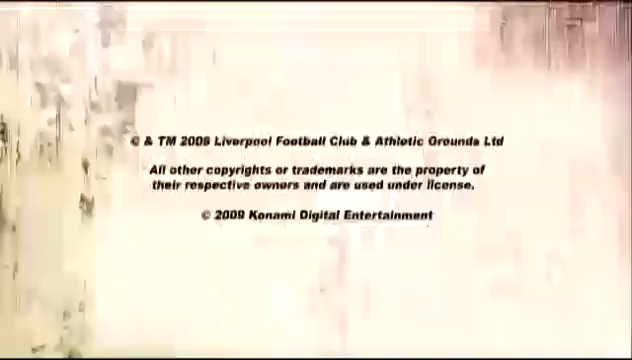 © & TM 2009 Liverpool Football Club & Athletic Grounds Ltd
All other copyrights or trademarks are the property of
their respective owners and are used under license.
© 2009 Konami Digital Entertainment